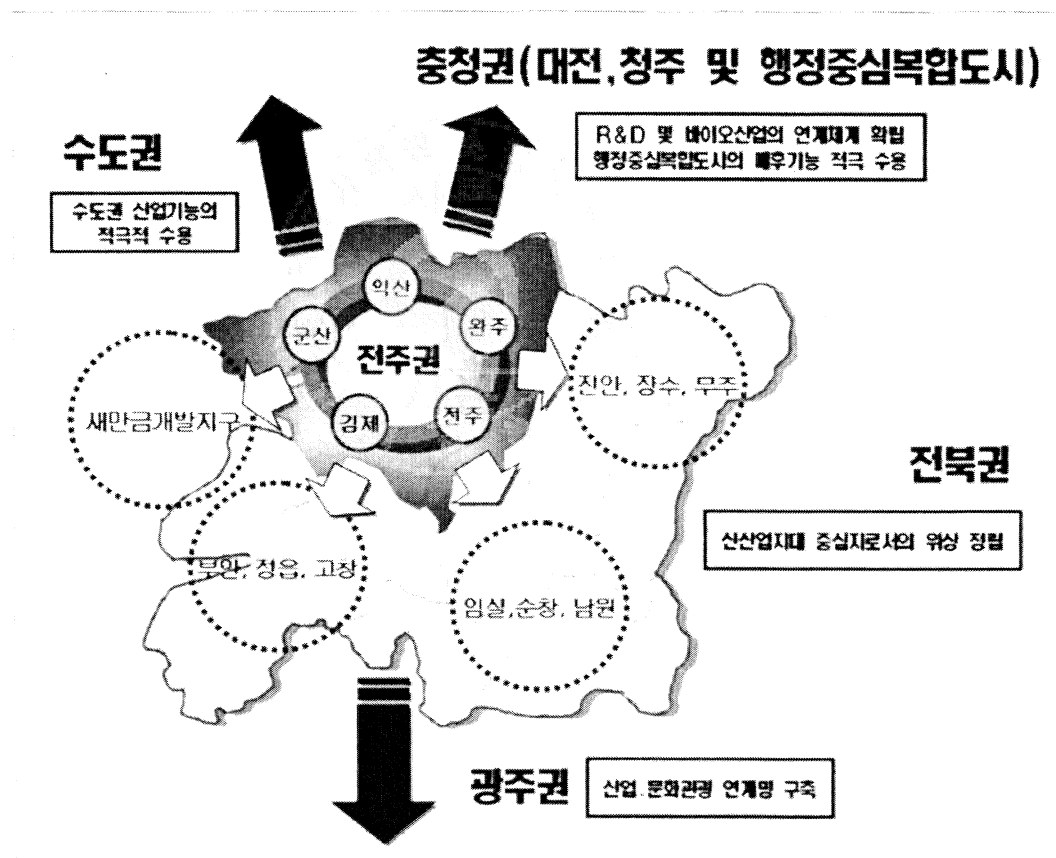 충청권(대전,청주 및 행정중심복합도시)
R&D 및 바이오산업의 연계체계 확립
행정중심복합도시의 배후기능 적극 수용
수도권
수도권 산업기능의
적극적 수용
익산
군산
완주
전주권
김제
전주
새만금개발지구
진안, 장수, 무주
전북권
신산업지대 중심지로서의 위상 정립
부안, 정읍, 고창
임실,순창, 남원
광주권
산업.문화관광 연계망 구축